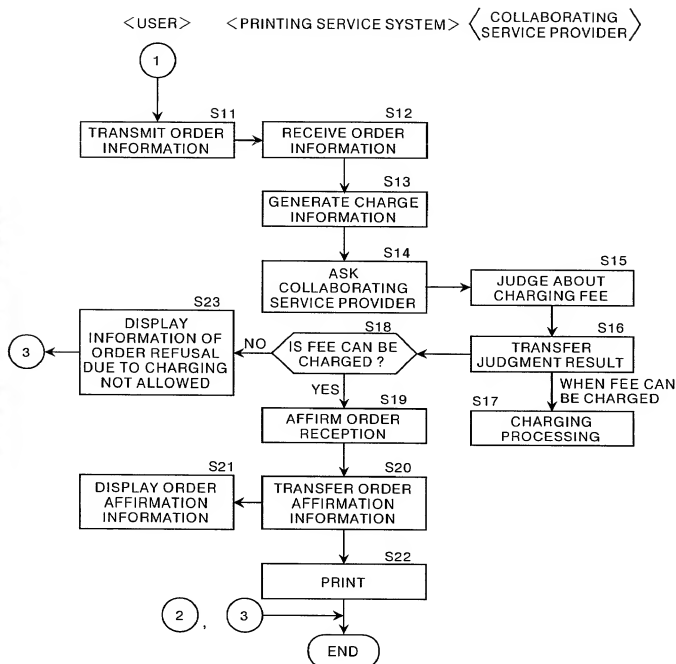 <USER> <PRINTING SERVICE SYSTEM> <COLLABORATING
SERVICE PROVIDER>
1
S11
TRANSMIT ORDER
INFORMATION
S12
RECEIVE ORDER
INFORMATION
S13
GENERATE CHARGE
INFORMATION
S14
ASK
COLLABORATING
SERVICE PROVIDER
S15
JUDGE ABOUT
CHARGING FEE
S16
TRANSFER
JUDGMENT RESULT
WHEN FEE CAN
BE CHARGED
S17
CHARGING
PROCESSING
S18
IS FEE CAN BE
CHARGED ?
NO
S23
DISPLAY
INFORMATION OF
ORDER REFUSAL
DUE TO CHARGING
NOT ALLOWED
3
YES
S19
AFFIRM ORDER
RECEPTION
S20
TRANSFER ORDER
AFFIRMATION
INFORMATION
S21
DISPLAY ORDER
AFFIRMATION
INFORMATION
S22
PRINT
2 , 3
END